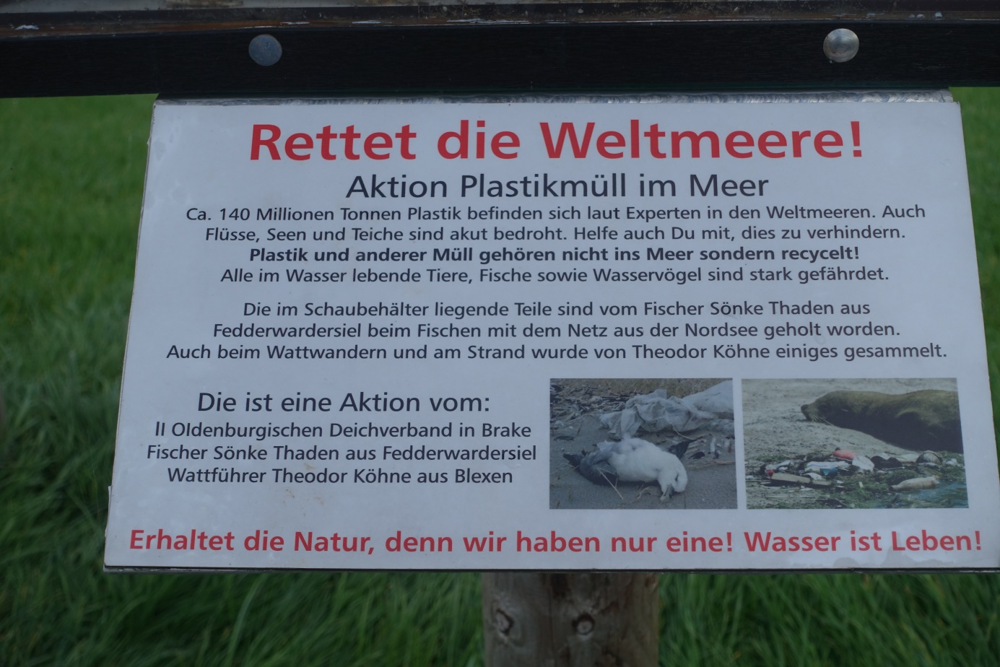 Rettet die Weltmeere!
Aktion Plastikmüll im Meer
Ca. 140 Millionen Tonnen Plastik befinden sich laut Experten in den Weltmeeren. Auch
Flüsse, Seen und Teiche sind akut bedroht. Helfe auch Du mit, dies zu verhindern.
Plastik und anderer Müll gehören nicht ins Meer sondern recycelt!
Alle im Wasser lebende Tiere, Fische sowie Wasservögel sind stark gefährdet.
Die im Schaubehälter liegende Teile sind vom Fischer Sönke Thaden aus
Fedderwardersiel beim Fischen mit dem Netz aus der Nordsee geholt worden.
Auch beim Wattwandern und am Strand wurde von Theodor Köhne einiges gesammelt.
Die ist eine Aktion vom:
II Oldenburgischen Deichverband in Brake
Fischer Sönke Thaden aus Fedderwardersiel
Wattführer Theodor Köhne aus Blexen
Erhaltet die Natur, denn wir haben nur eine! Wasser ist Leben!